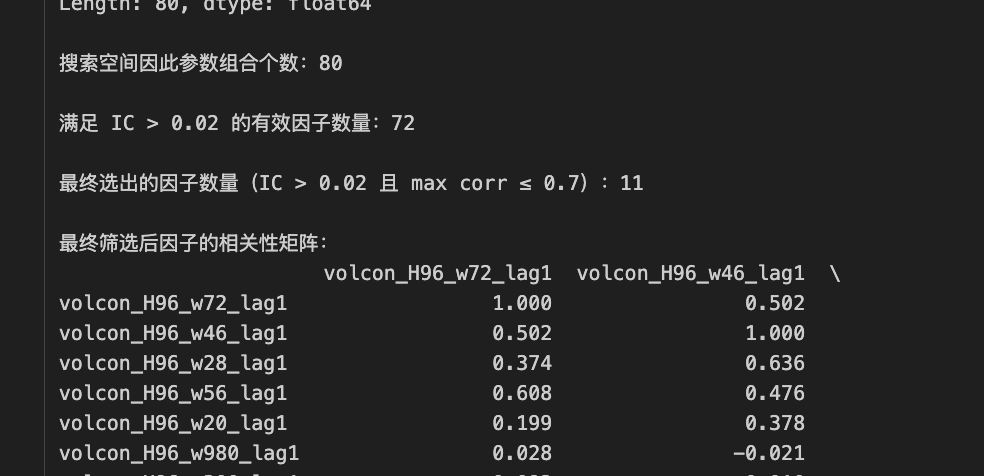 Length: 80, dtype: float64
搜索空间因此参数组合个数：80
满足 IC > 0.02 的有效因子数量：72
最终选出的因子数量（IC > 0.02 且 max corr ≤ 0.7）：11
最终筛选后因子的相关性矩阵：
volcon_H96_w72_lag1 volcon_H96_w46_lag1 \
volcon_H96_w72_lag1 1.000 0.502
volcon_H96_w46_lag1 0.502 1.000
volcon_H96_w28_lag1 0.374 0.636
volcon_H96_w56_lag1 0.608 0.476
volcon_H96_w20_lag1 0.199 0.378
volcon_H96_w980_lag1 0.028 -0.021